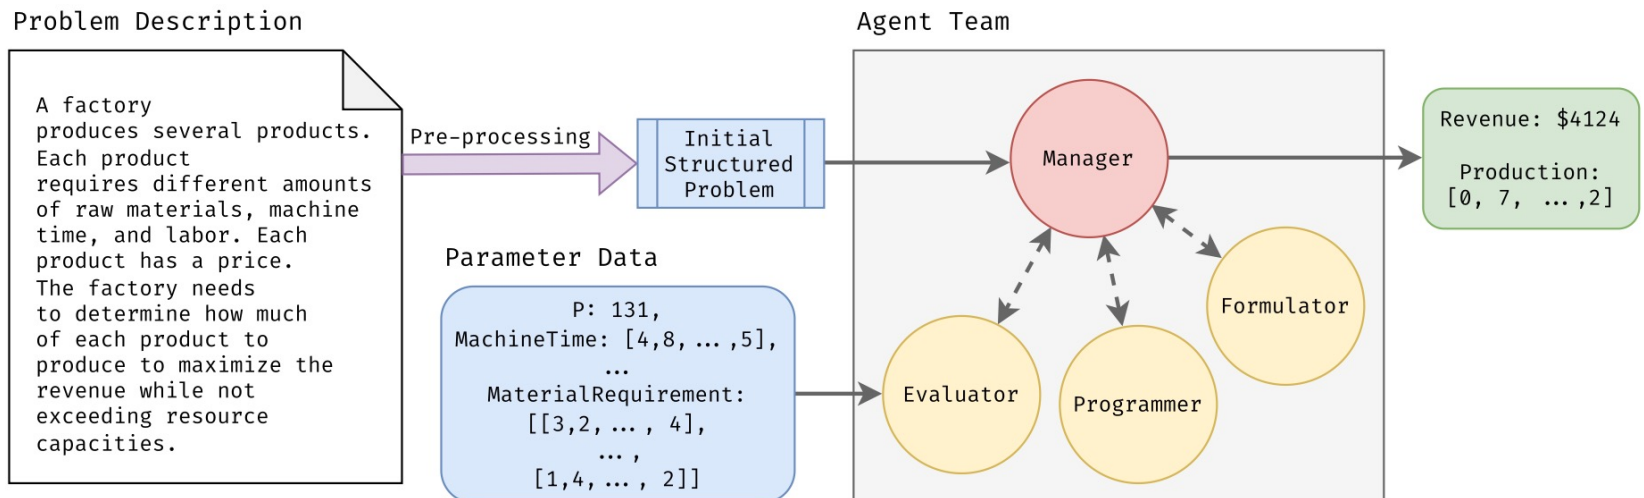 Problem Description
A factory
produces several products.
Each product
requires different amounts
of raw materials, machine
time, and labor. Each
product has a price.
The factory needs
to determine how much
of each product to
produce to maximize the
revenue while not
exceeding resource
capacities.
Pre-processing
Initial
Structured
Problem
Parameter Data
P: 131,
MachineTime: [4,8, ...,5],
...
MaterialRequirement:
[[3,2, ..., 4],
...,
[1,4, ..., 2]]
Agent Team
Manager
Formulator
Evaluator
Programmer
Revenue: $4124
Production:
[0, 7, ...,2]